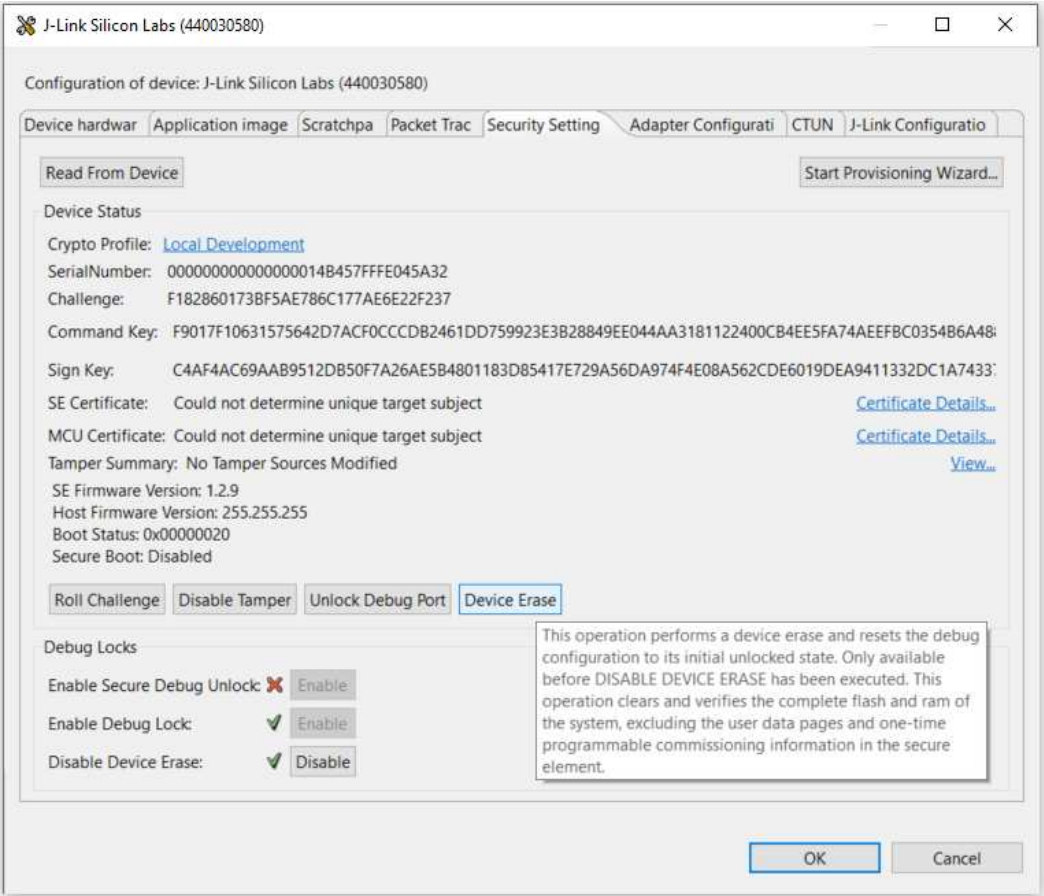 J-Link Silicon Labs (440030580)
Configuration of device: J-Link Silicon Labs (440030580)
Device hardwar Application image Scratchpa Packet Trac Security Setting Adapter Configurati CTUN J-Link Configuratio
Read From Device Start Provisioning Wizard...
Device Status
Crypto Profile: Local Development
SerialNumber: 000000000000000014B457FFFE045A32
Challenge: F182860173BF5AE786C177AE6E22F237
Command Key: F9017F10631575642D7ACF0CCCDB2461DD759923E3B28849EE044AA3181122400CB4EE5FA74AEEFBC0354B6A48
Sign Key: C4AF4AC69AAB9512DB50F7A26AE5B4801183D85417E729A56DA974F4E08A562CDE6019DEA9411332DC1A7433
SE Certificate: Could not determine unique target subject Certificate Details...
MCU Certificate: Could not determine unique target subject Certificate Details...
Tamper Summary: No Tamper Sources Modified View...
SE Firmware Version: 1.2.9
Host Firmware Version: 255.255.255
Boot Status: 0x00000020
Secure Boot: Disabled
Roll Challenge Disable Tamper Unlock Debug Port Device Erase
This operation performs a device erase and resets the debug
configuration to its initial unlocked state. Only available
before DISABLE DEVICE ERASE has been executed. This
operation clears and verifies the complete flash and ram of
the system, excluding the user data pages and one-time
programmable commissioning information in the secure
element.
Debug Locks
Enable Secure Debug Unlock: Enable
Enable Debug Lock: Enable
Disable Device Erase: Disable
OK Cancel